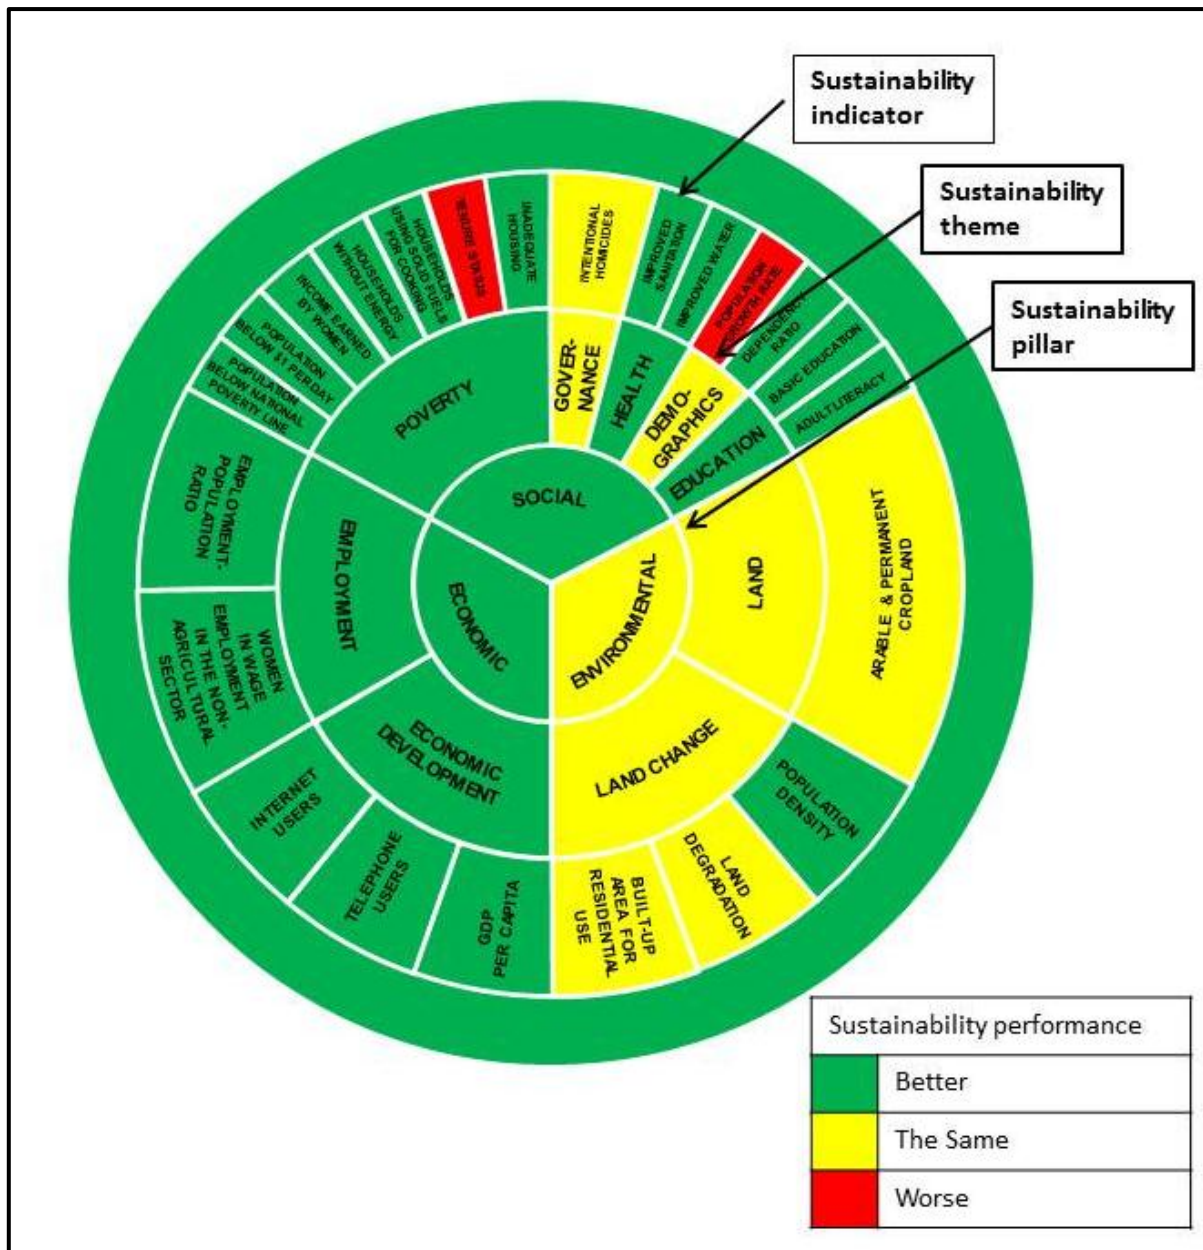 Sustainability
indicator
Sustainability
theme
Sustainability
pillar
INADEQUATE
HOUSING
INTENTIONAL
HOMICIDES
IMPROVED
SANITATION
IMPROVED WATER
POPULATION
GROWTH RATE
DEPENDENCY
RATIO
BASIC EDUCATION
ADULT LITERACY
TENURE STATUS
HOUSEHOLDS
USING SOLID FUELS
FOR COOKING
HOUSEHOLDS
WITHOUT ENERGY
INCOME EARNED
BY WOMEN
POPULATION
BELOW $1 PER DAY
POPULATION
BELOW NATIONAL
POVERTY LINE
EMPLOYMENT-
POPULATION
RATIO
WOMEN
IN WAGE
EMPLOYMENT
IN THE NON-
AGRICULTURAL
SECTOR
INTERNET
USERS
TELEPHONE
USERS
GDP
PER CAPITA
BUILT-UP
AREA FOR
RESIDENTIAL
USE
LAND
DEGRADATION
POPULATION
DENSITY
ARABLE & PERMANENT
CROPLAND
POVERTY
GOVER-
NANCE
HEALTH
DEMO-
GRAPHICS
EDUCATION
LAND
LAND CHANGE
ECONOMIC
DEVELOPMENT
EMPLOYMENT
SOCIAL
ECONOMIC
ENVIRONMENTAL
Sustainability performance
Better
The Same
Worse